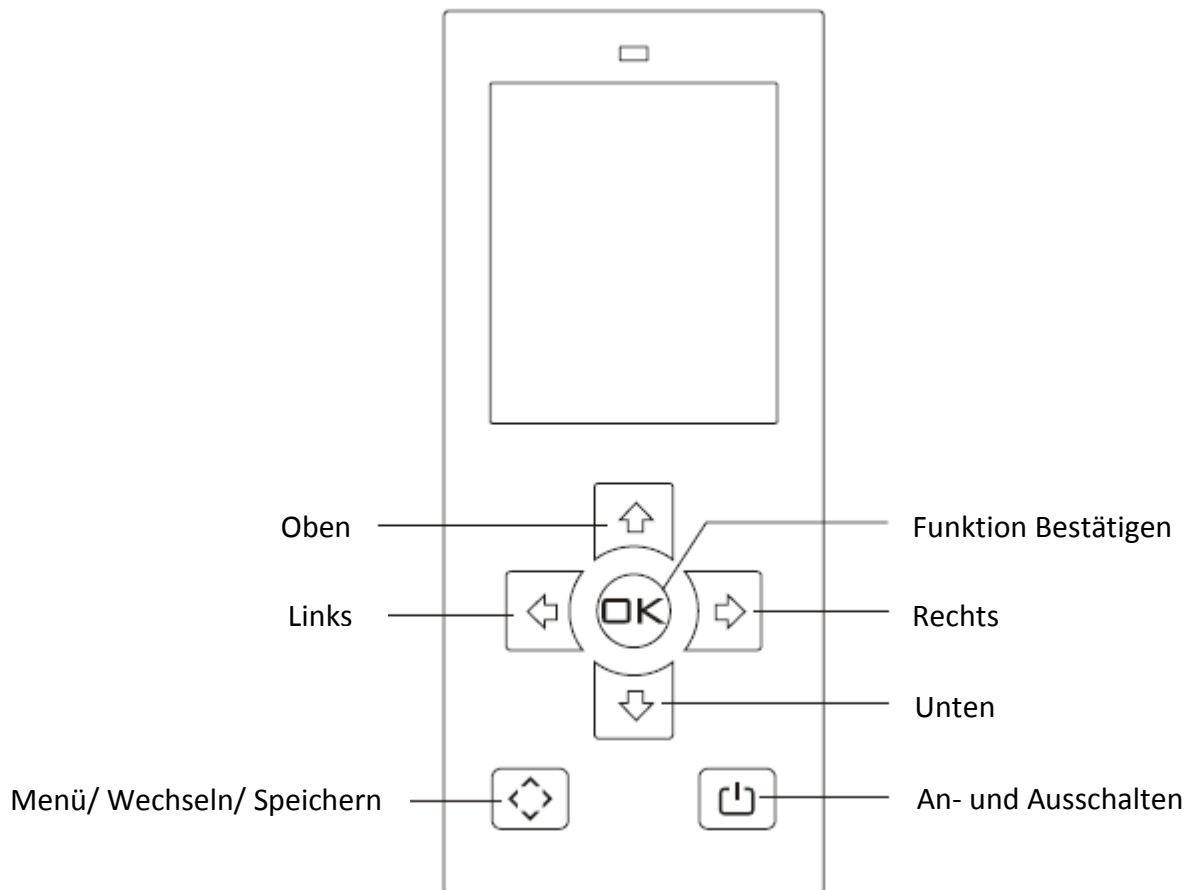 Oben
Funktion Bestätigen
Links
OK
Rechts
Unten
Menü/ Wechseln/ Speichern
An- und Ausschalten